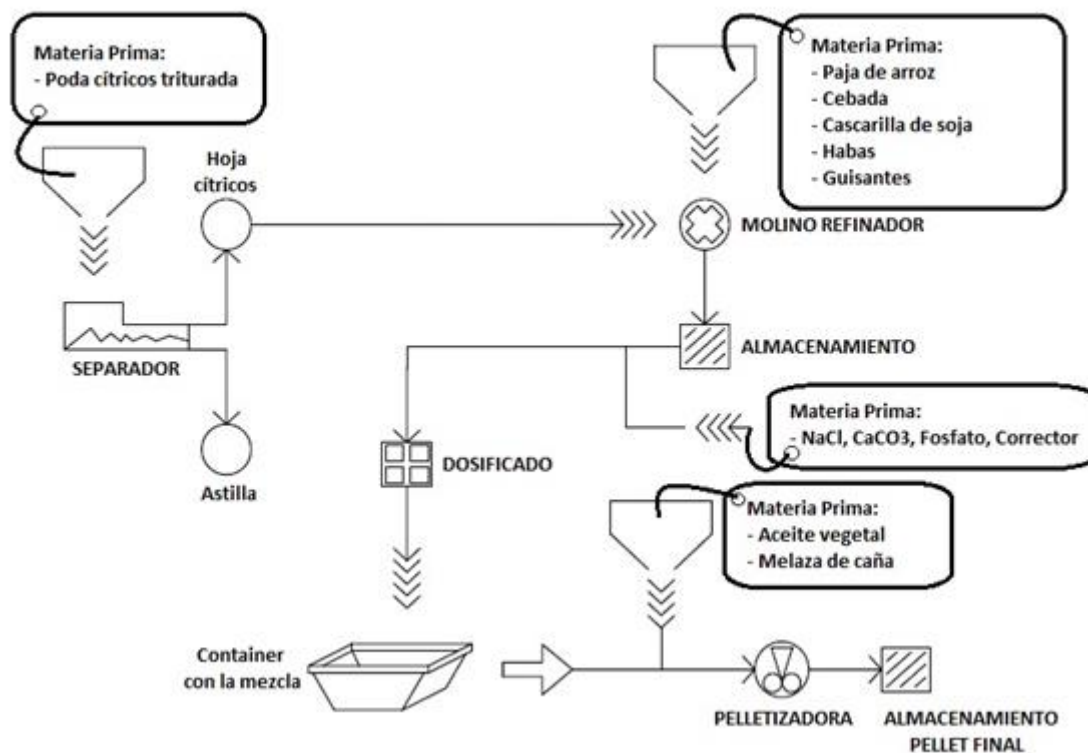 Materia Prima:
- Poda cítricos triturada
Materia Prima:
- Paja de arroz
- Cebada
- Cascarilla de soja
- Habas
- Guisantes
Hoja
cítricos
MOLINO REFINADOR
SEPARADOR
ALMACENAMIENTO
Materia Prima:
- NaCl, CaCO3, Fosfato, Corrector
Astilla
DOSIFICADO
Materia Prima:
- Aceite vegetal
- Melaza de caña
Container
con la mezcla
PELLETIZADORA
ALMACENAMIENTO
PELLET FINAL